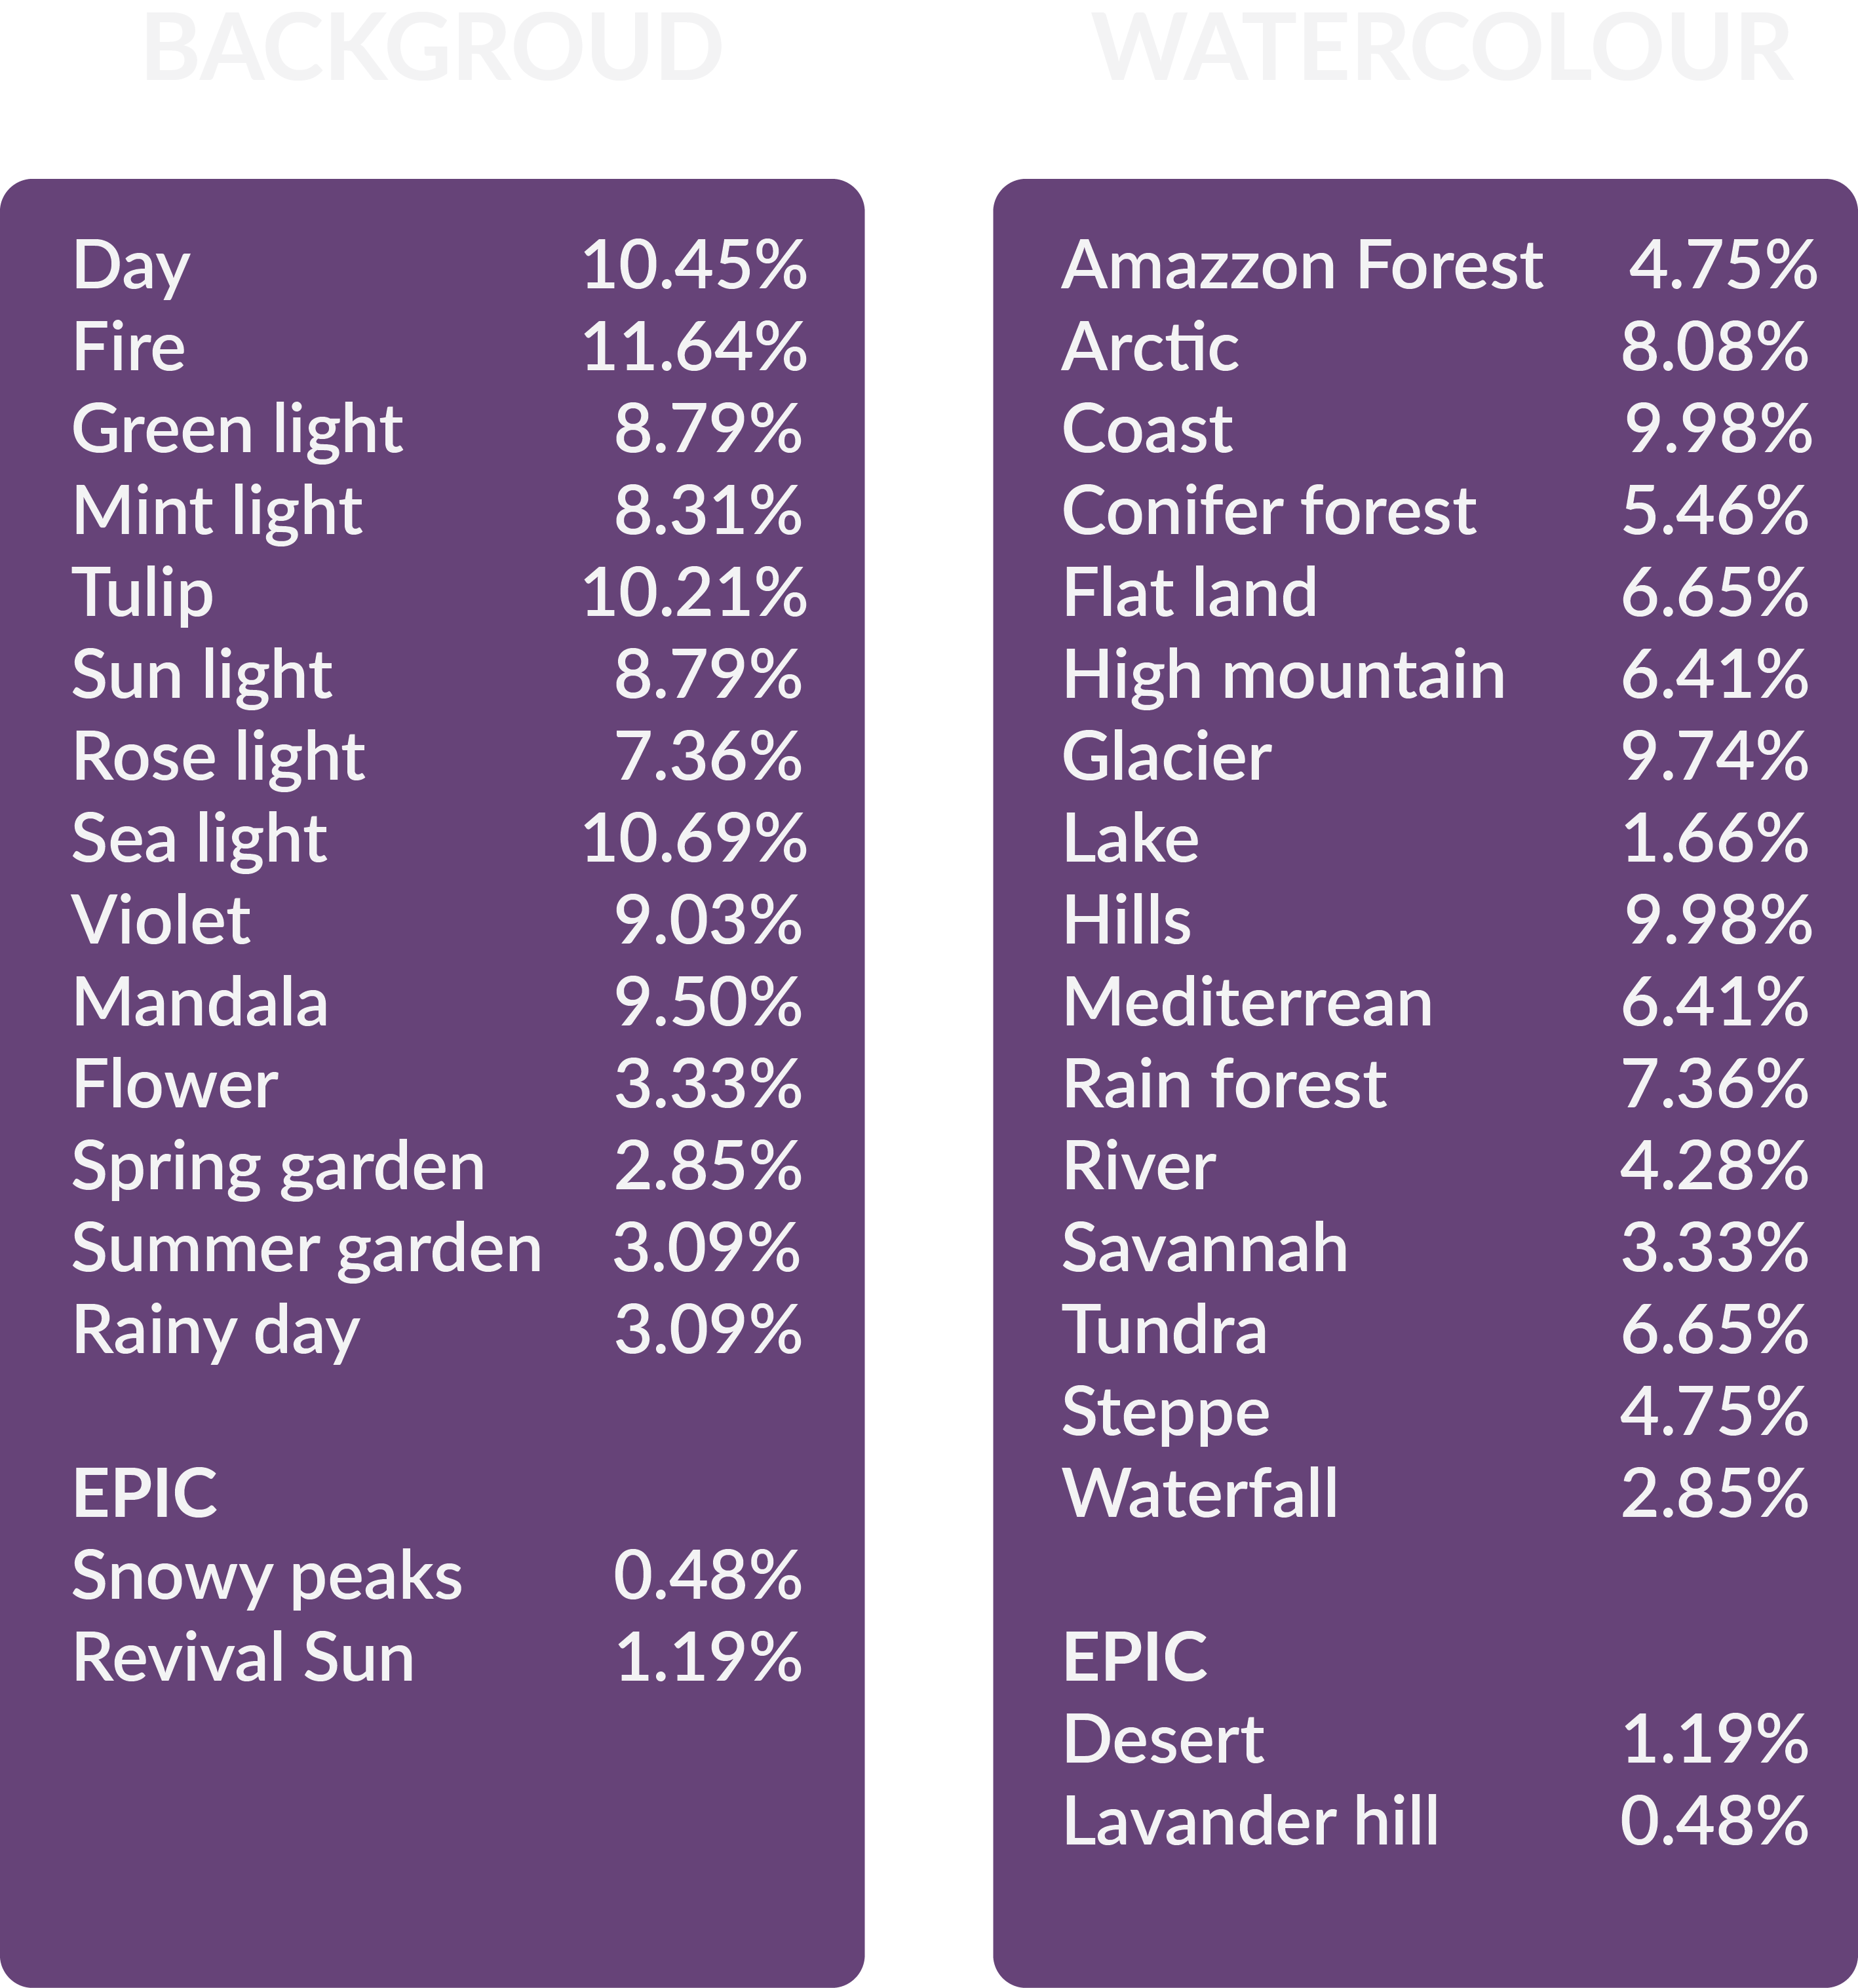 BACKGROUD
Day 10.45%
Fire 11.64%
Green light 8.79%
Mint light 8.31%
Tulip 10.21%
Sun light 8.79%
Rose light 7.36%
Sea light 10.69%
Violet 9.03%
Mandala 9.50%
Flower 3.33%
Spring garden 2.85%
Summer garden 3.09%
Rainy day 3.09%
EPIC
Snowy peaks 0.48%
Revival Sun 1.19%
WATERCOLOUR
Amazzon Forest 4.75%
Arctic 8.08%
Coast 9.98%
Conifer forest 5.46%
Flat land 6.65%
High mountain 6.41%
Glacier 9.74%
Lake 1.66%
Hills 9.98%
Mediterrean 6.41%
Rain forest 7.36%
River 4.28%
Savannah 3.33%
Tundra 6.65%
Steppe 4.75%
Waterfall 2.85%
EPIC
Desert 1.19%
Lavander hill 0.48%